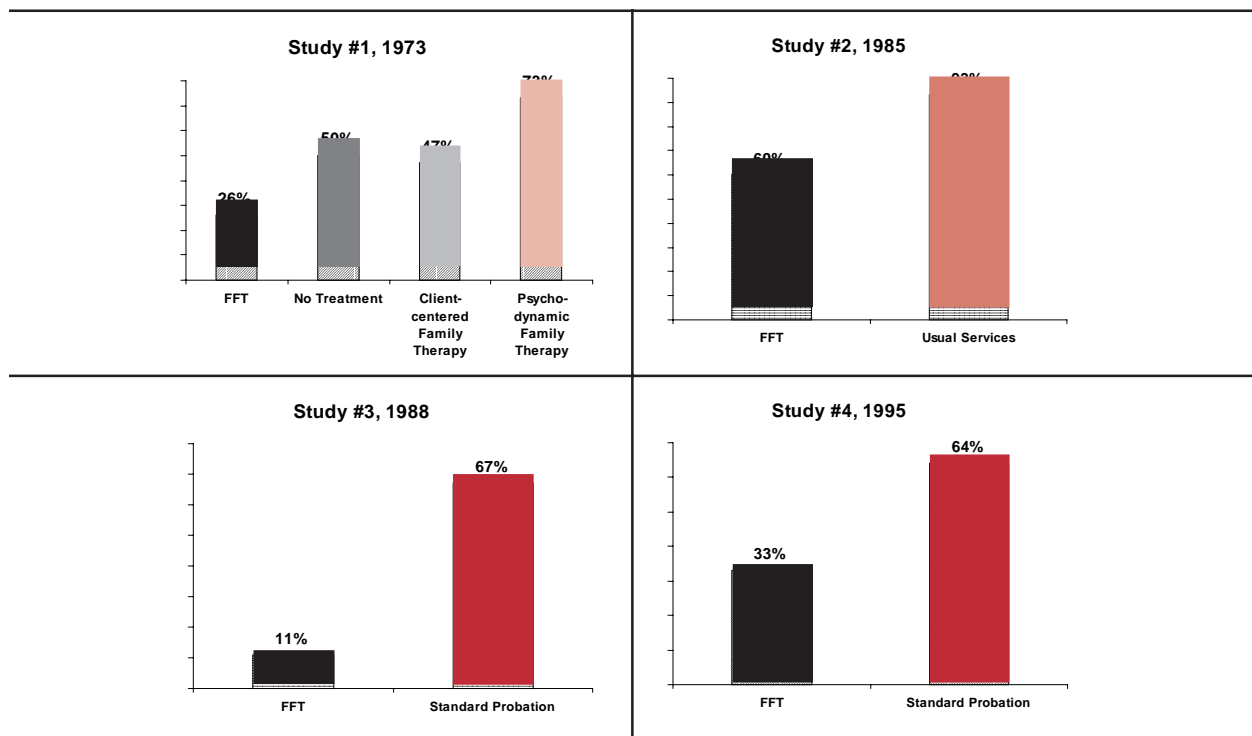 Study #1, 1973
26%
47%
FFT
No Treatment
Client-
centered
Family
Therapy
Psycho-
dynamic
Family
Therapy
Study #2, 1985
FFT
Usual Services
Study #3, 1988
11%
67%
FFT
Standard Probation
Study #4, 1995
33%
64%
FFT
Standard Probation